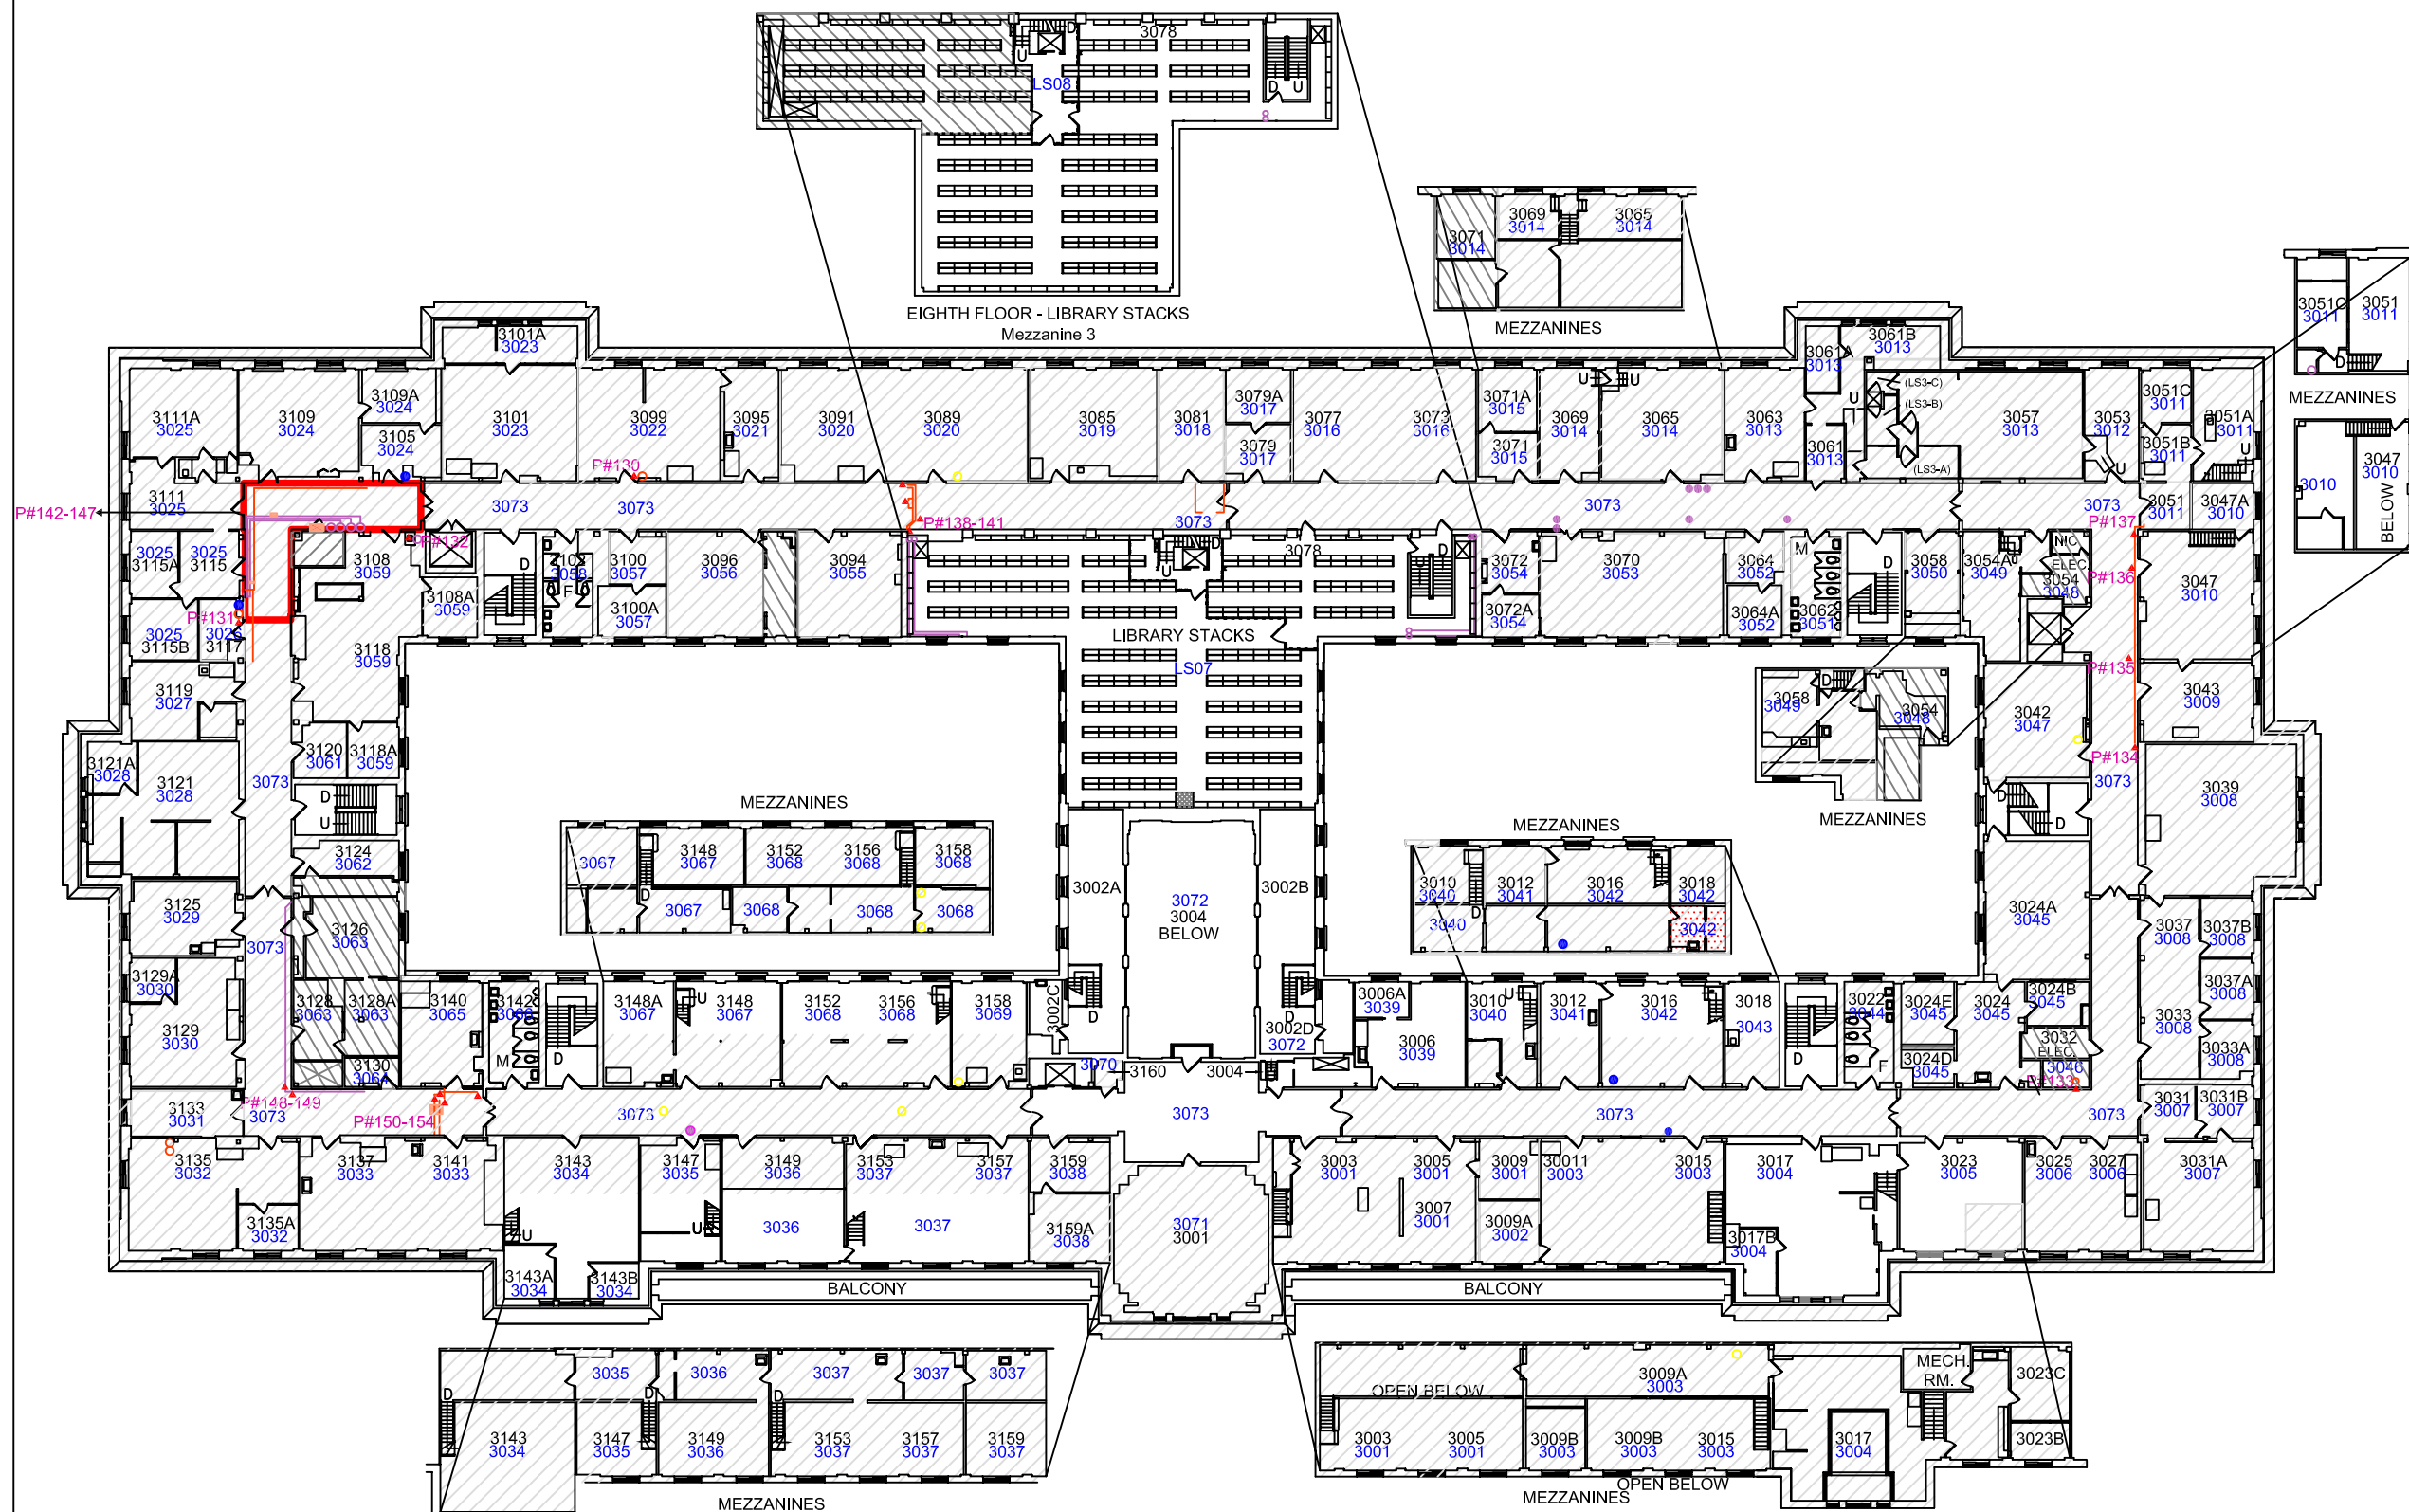 3078
D
U
LS08
D U
EIGHTH FLOOR - LIBRARY STACKS
Mezzanine 3
3069
3014
3065
3014
3071
3014
MEZZANINES
3051C
3011
3051
3011
D
MEZZANINES
3010
3047
3010
BELOW
3101A
3023
3061A
3013
3061B
3013
3111A
3025
3109
3024
3109A
3024
3105
3024
3101
3023
3099
3022
3095
3021
3091
3020
3089
3020
3085
3019
3081
3018
3079A
3017
3079
3017
3077
3016
3073
3016
3071A
3015
3071
3015
U
U
3069
3014
3065
3014
3063
3013
3061
3013
U
(LS3-C)
(LS3-B)
(LS3-A)
3057
3013
3053
3012
U
3051C
3011
3051B
3011
3051A
3011
U
P#130
3111
3025
P#142-147
3073
3073
P#138-141
3073
3073
3073
P#137
3051
3011
3047A
3010
P#132
3025
3115A
3025
3115
3108
3059
3108A
3059
D
3102
3058
F
3100
3057
3100A
3057
3096
3056
3094
3055
3078
D
U
D
3072
3054
3072A
3054
3070
3053
3064
3052
3064A
3052
M
3062
3051
D
3058
3050
3054A
3049
NIC
ELEC
3054
3048
P#136
3047
3010
P#131
3025
3115B
3026
3117
3118
3059
LIBRARY STACKS
LS07
P#135
3119
3027
3058
3049
D
3054
3048
3042
3047
3043
3009
3120
3061
3118A
3059
P#134
3121A
3028
3121
3028
3073
D
U
MEZZANINES
MEZZANINES
MEZZANINES
3073
3039
3008
D
D
3124
3062
3067
3148
3067
3152
3068
3156
3068
3158
3068
D
3067
3068
3068
3068
3002A
3072
3004
BELOW
3002B
3010
3040
3012
3041
3016
3042
3018
3042
D
3040
3042
3024A
3045
3125
3029
3126
3063
3073
3037
3008
3037B
3008
3129A
3030
3129
3030
3128
3063
3128A
3063
3140
3065
3142
M
D
3148A
3067
U
3148
3067
3152
3068
3156
3068
3158
3069
3002C
D
D
3002D
3072
3006A
3039
3006
3039
3010
3040
U
3012
3041
3016
3042
3018
3043
D
3022
3044
F
3024E
3045
3024
3045
3024B
3045
3024D
3045
3032
ELEC
3046
P#133
3037A
3008
3033
3008
3033A
3008
3130
3064
3070
3160
3004
3133
3031
P#148-149
3073
P#150-154
3073
3073
3073
3073
3031
3007
3031B
3007
3135
3032
3135A
3032
3137
3033
3141
3033
3143
3034
U
3143A
3034
3143B
3034
3147
3035
U
3149
3036
3036
3153
3037
3157
3037
3037
3159
3038
3159A
3038
3071
3001
3003
3001
3005
3001
3007
3001
3009
3001
3009A
3002
30011
3003
3015
3003
3017
3004
3017B
3004
3023
3005
3025
3006
3027
3006
3031A
3007
BALCONY
BALCONY
3035
3036
3037
3037
3037
D
D
D
3143
3034
3147
3035
3149
3036
3153
3037
3157
3037
3159
3037
MEZZANINES
OPEN BELOW
3009A
3003
3003
3001
3005
3001
3009B
3003
3009B
3003
3015
3003
MECH.
RM.
3017
3004
3023C
3023B
OPEN BELOW
MEZZANINES